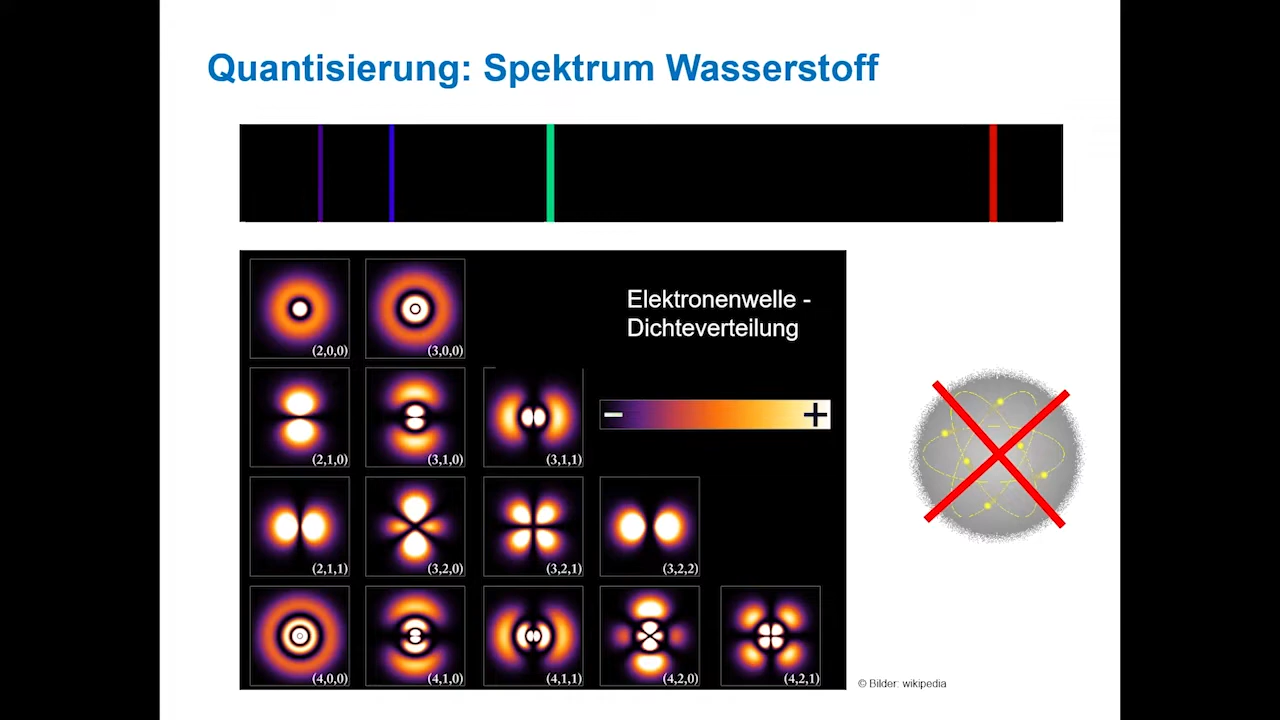 Quantisierung: Spektrum Wasserstoff
Elektronenwelle -
Dichteverteilung
(2,0,0) (3,0,0)
− +
(2,1,0) (3,1,0) (3,1,1)
(2,1,1) (3,2,0) (3,2,1) (3,2,2)
(4,0,0) (4,1,0) (4,1,1) (4,2,0) (4,2,1)
© Bilder: wikipedia